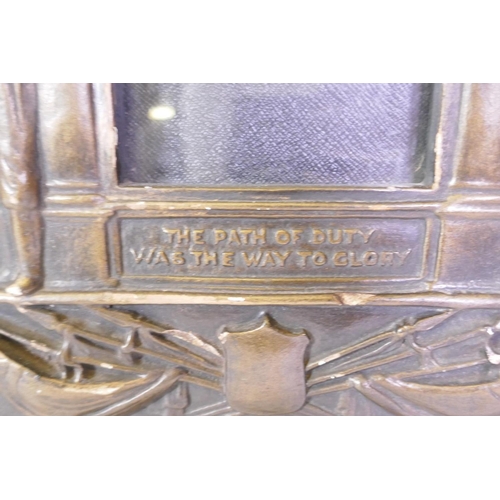 THE PATH OF DUTY
WAS THE WAY TO GLORY